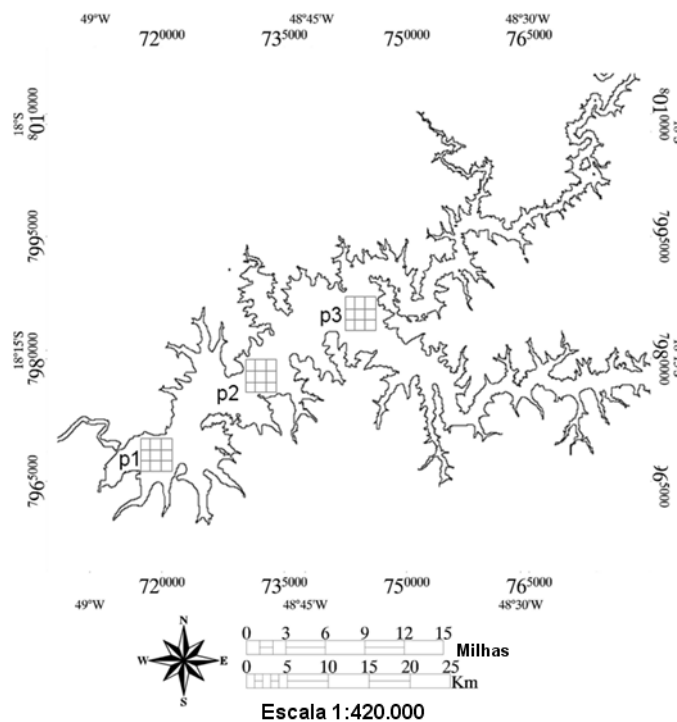 49°W 48°45'W 48°30'W
720000 735000 750000 765000
18°S
8010000 8010000
7995000 7995000
18°15'S
7980000 7980000
7965000 965000
p3
p2
p1
720000 735000 750000 765000
49°W 48°45'W 48°30'W
N
W E
S
0 3 6 9 12 15 Milhas
0 5 10 15 20 25 Km
Escala 1:420.000